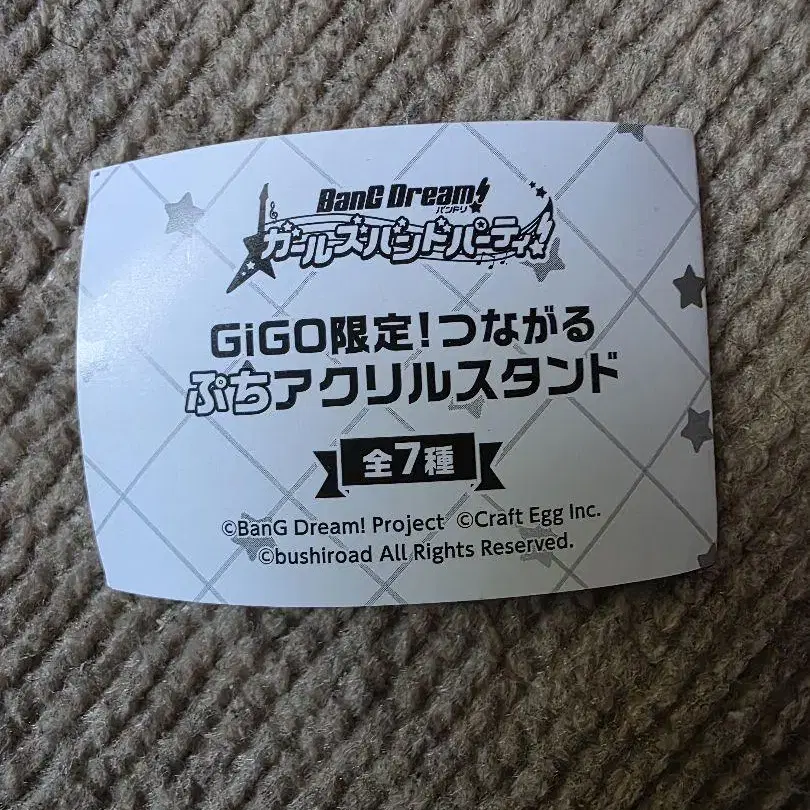 BanG Dream!
バンドリ
ガールズバンドパーティ!
GiGO限定!つながる
ぷちアクリルスタンド
全7種
©BanG Dream! Project ©Craft Egg Inc.
©bushiroad All Rights Reserved.